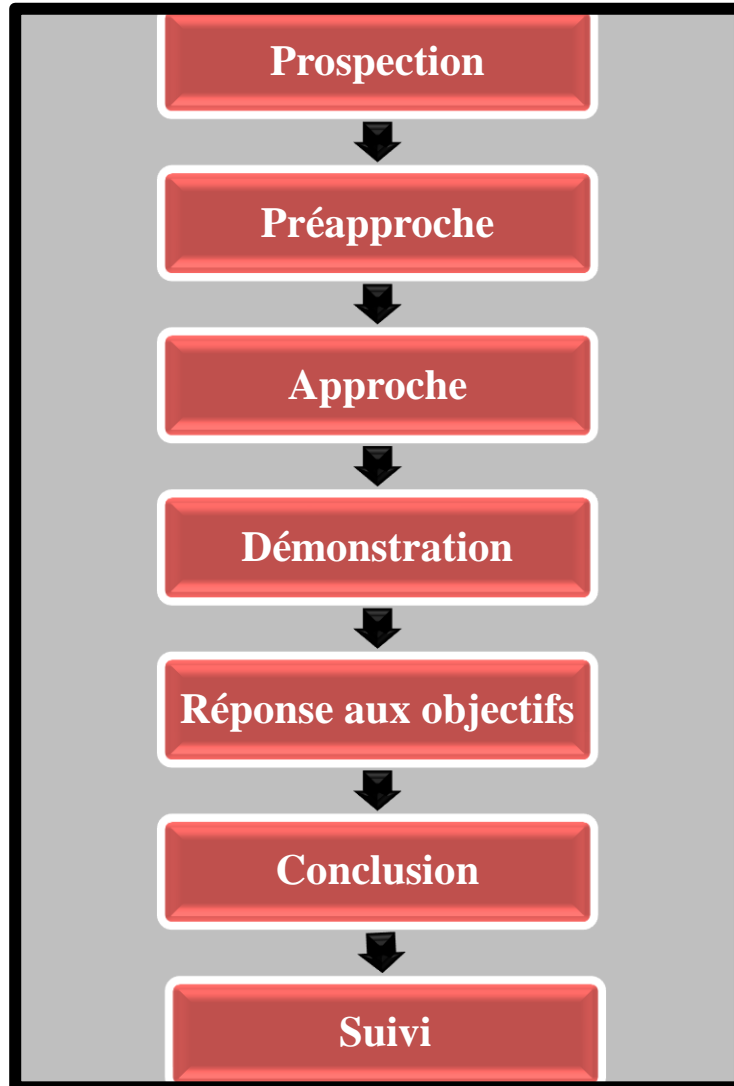 Prospection
Préapproche
Approche
Démonstration
Réponse aux objectifs
Conclusion
Suivi